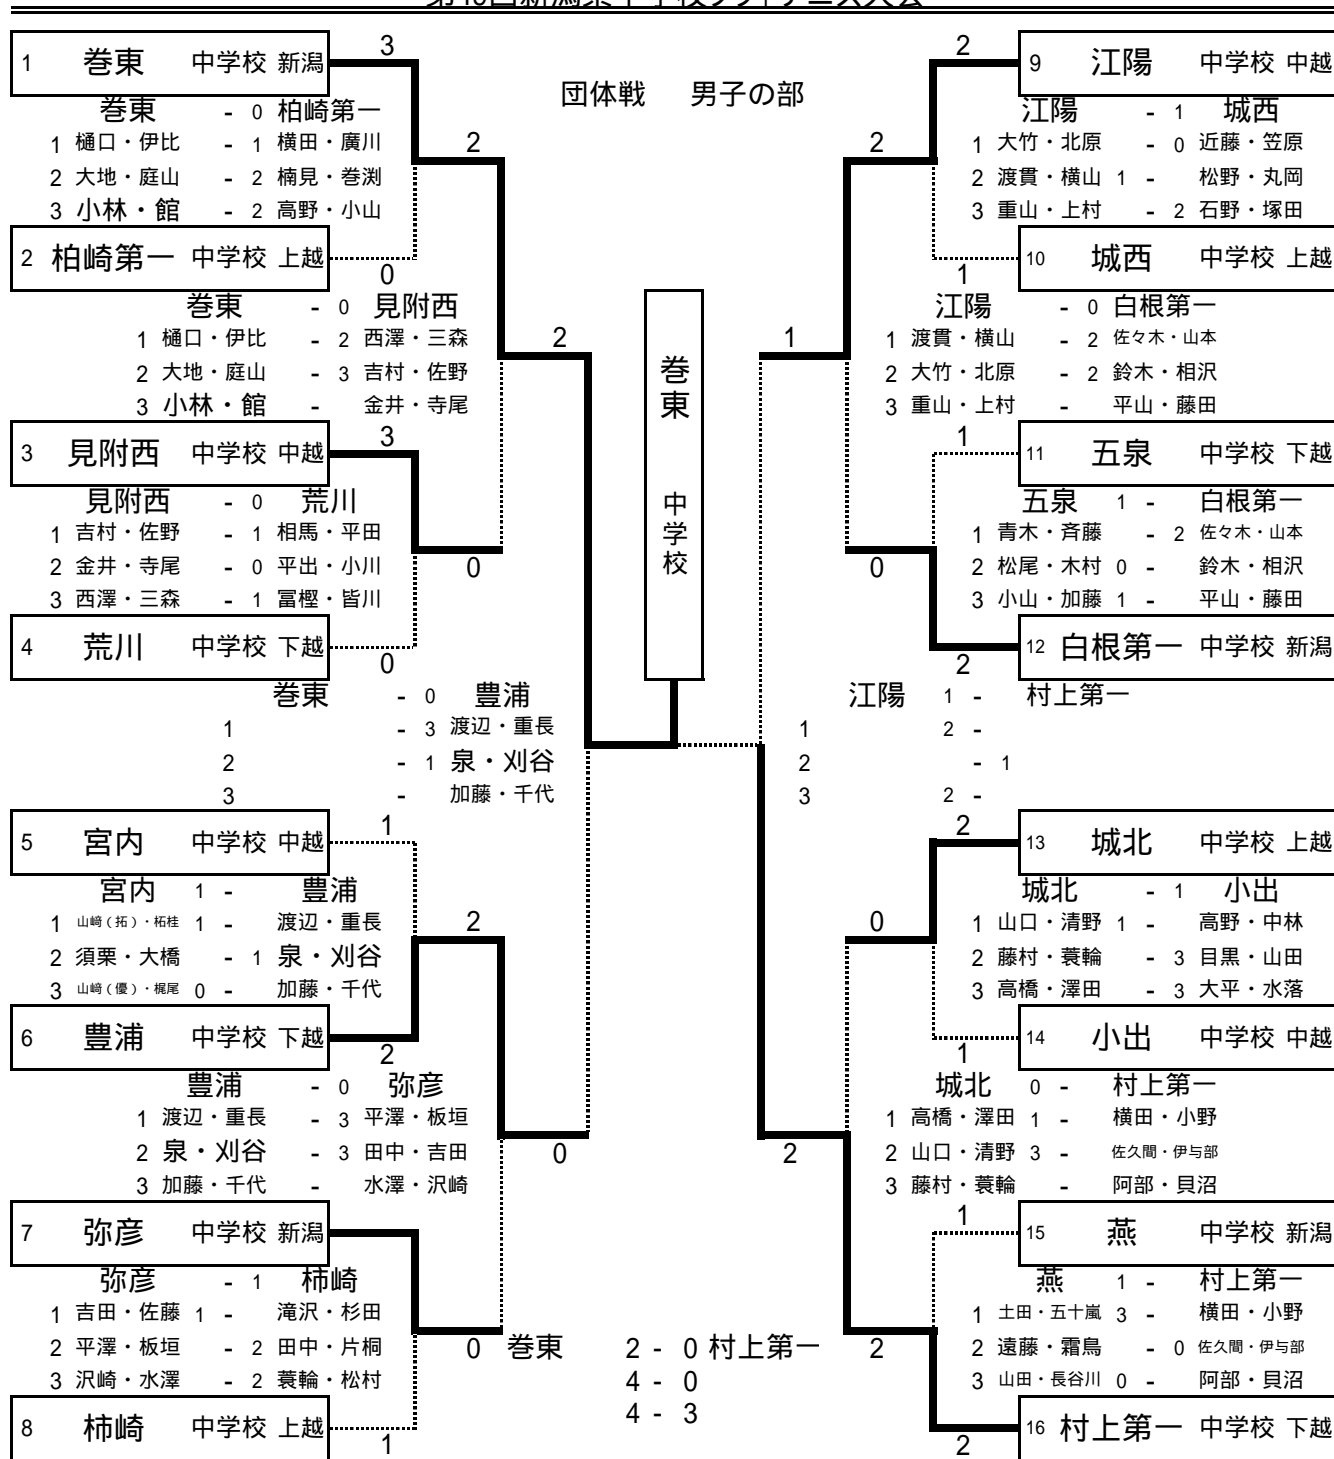 団体戦 男子の部
1 巻東 中学校 新潟 3
巻東 - 0 柏崎第一
1 樋口・伊比 - 1 横田・廣川
2 大地・庭山 - 2 楠見・巻渕
3 小林・館 - 2 高野・小山
2
2 柏崎第一 中学校 上越
0
巻東 - 0 見附西
1 樋口・伊比 - 2 西澤・三森
2 大地・庭山 - 3 吉村・佐野
3 小林・館 - 金井・寺尾
2
3 見附西 中学校 中越 3
見附西 - 0 荒川
1 吉村・佐野 - 1 相馬・平田
2 金井・寺尾 - 0 平出・小川
3 西澤・三森 - 1 冨樫・皆川
0
4 荒川 中学校 下越
0
巻東 - 0 豊浦
1 - 3 渡辺・重長
2 - 1 泉・刈谷
3 - 加藤・千代
5 宮内 中学校 中越 1
宮内 1 - 豊浦
1 山﨑（拓）・柘桂 1 - 渡辺・重長
2 須栗・大橋 - 1 泉・刈谷
3 山﨑（優）・梶尾 0 - 加藤・千代
2
6 豊浦 中学校 下越
2
豊浦 - 0 弥彦
1 渡辺・重長 - 3 平澤・板垣
2 泉・刈谷 - 3 田中・吉田
3 加藤・千代 - 水澤・沢崎
0
7 弥彦 中学校 新潟
弥彦 - 1 柿崎
1 吉田・佐藤 1 - 滝沢・杉田
2 平澤・板垣 - 2 田中・片桐
3 沢崎・水澤 - 2 蓑輪・松村
0
8 柿崎 中学校 上越
1
巻東
中学校
巻東 2 - 0 村上第一
4 - 0
4 - 3
2
9 江陽 中学校 中越
江陽 - 1 城西
1 大竹・北原 - 0 近藤・笠原
2 渡貫・横山 1 - 松野・丸岡
3 重山・上村 - 2 石野・塚田
2
10 城西 中学校 上越
1
江陽 - 0 白根第一
1 渡貫・横山 - 2 佐々木・山本
2 大竹・北原 - 2 鈴木・相沢
3 重山・上村 - 平山・藤田
1
1
11 五泉 中学校 下越
五泉 1 - 白根第一
1 青木・斉藤 - 2 佐々木・山本
2 松尾・木村 0 - 鈴木・相沢
3 小山・加藤 1 - 平山・藤田
0
12 白根第一 中学校 新潟
2
江陽 1 - 村上第一
1 2 -
2 - 1
3 2 -
2
13 城北 中学校 上越
城北 - 1 小出
1 山口・清野 1 - 高野・中林
2 藤村・蓑輪 - 3 目黒・山田
3 高橋・澤田 - 3 大平・水落
0
14 小出 中学校 中越
1
城北 0 - 村上第一
1 高橋・澤田 1 - 横田・小野
2 山口・清野 3 - 佐久間・伊与部
3 藤村・蓑輪 - 阿部・貝沼
2
1
15 燕 中学校 新潟
燕 1 - 村上第一
1 土田・五十嵐 3 - 横田・小野
2 遠藤・霜鳥 - 0 佐久間・伊与部
3 山田・長谷川 0 - 阿部・貝沼
2
16 村上第一 中学校 下越
2